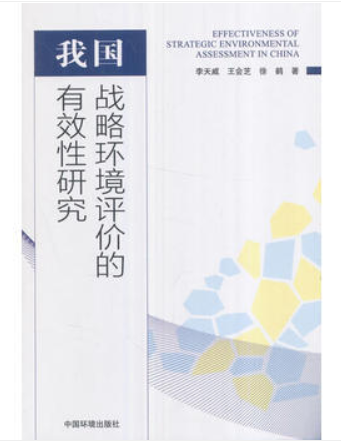 EFFECTIVENESS OF
STRATEGIC ENVIRONMENTAL
ASSESSMENT IN CHINA
李天威 王会芝 徐鹤 著
我国
战略环境评价的
有效性研究
中国环境出版社